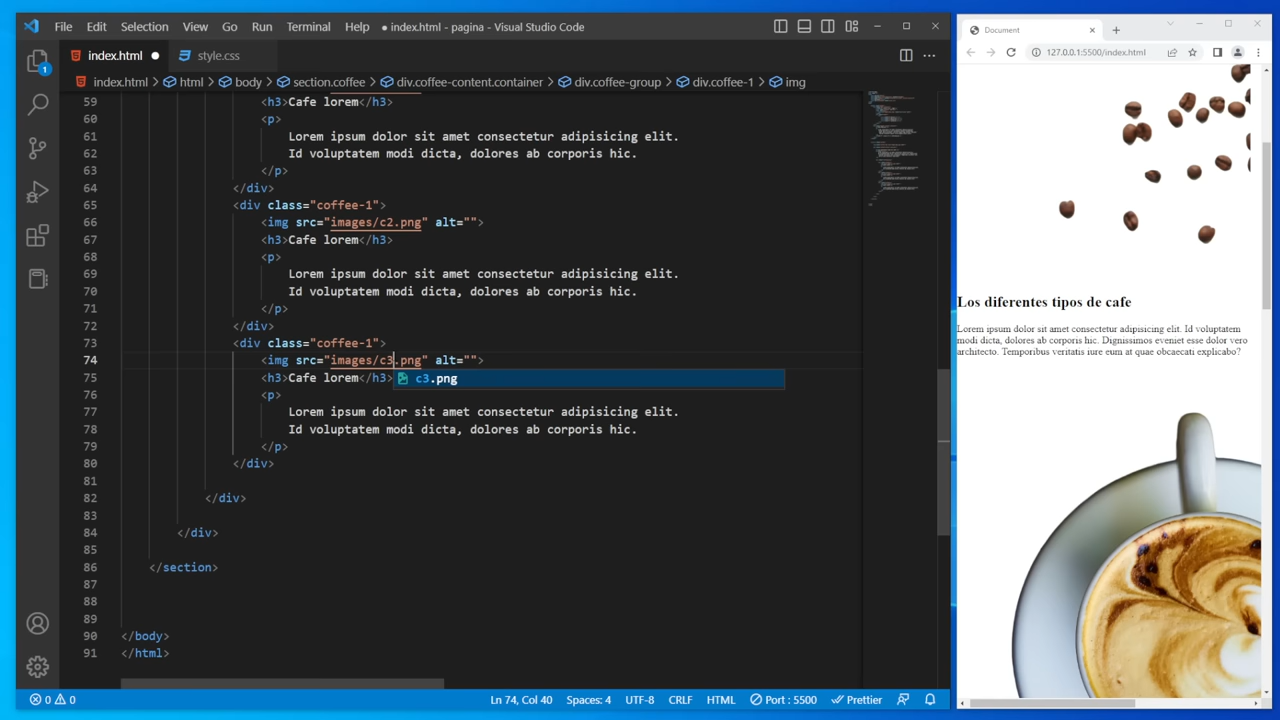 File Edit Selection View Go Run Terminal Help ● index.html - pagina - Visual Studio Code
index.html ● style.css
index.html > html > body > section.coffee > div.coffee-content.container > div.coffee-group > div.coffee-1 > img
59 <h3>Cafe lorem</h3>
60 <p>
61 Lorem ipsum dolor sit amet consectetur adipisicing elit.
62 Id voluptatem modi dicta, dolores ab corporis hic.
63 </p>
64 </div>
65 <div class="coffee-1">
66 <img src="images/c2.png" alt="">
67 <h3>Cafe lorem</h3>
68 <p>
69 Lorem ipsum dolor sit amet consectetur adipisicing elit.
70 Id voluptatem modi dicta, dolores ab corporis hic.
71 </p>
72 </div>
73 <div class="coffee-1">
74 <img src="images/c3.png" alt="">
75 <h3>Cafe lorem</h3>
c3.png
76 <p>
77 Lorem ipsum dolor sit amet consectetur adipisicing elit.
78 Id voluptatem modi dicta, dolores ab corporis hic.
79 </p>
80 </div>
81
82 </div>
83
84 </div>
85
86 </section>
87
88
89
90 </body>
91 </html>
1
0 0
Ln 74, Col 40 Spaces: 4 UTF-8 CRLF HTML Port : 5500 Prettier
Document
127.0.0.1:5500/index.html
Los diferentes tipos de cafe
Lorem ipsum dolor sit amet consectetur adipisicing elit. Id voluptatem
modi dicta, dolores ab corporis hic. Dignissimos eveniet esse dolor vero
architecto. Temporibus veritatis iure eum at quae obcaecati explicabo?